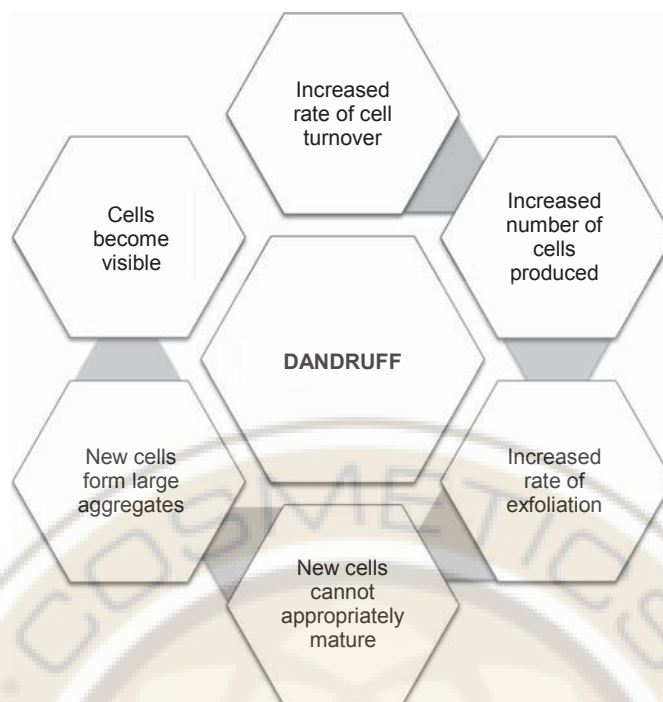 Increased
rate of cell
turnover
Increased
number of
cells
produced
Increased
rate of
exfoliation
New cells
cannot
appropriately
mature
New cells
form large
aggregates
Cells
become
visible
DANDRUFF
COSMETICS